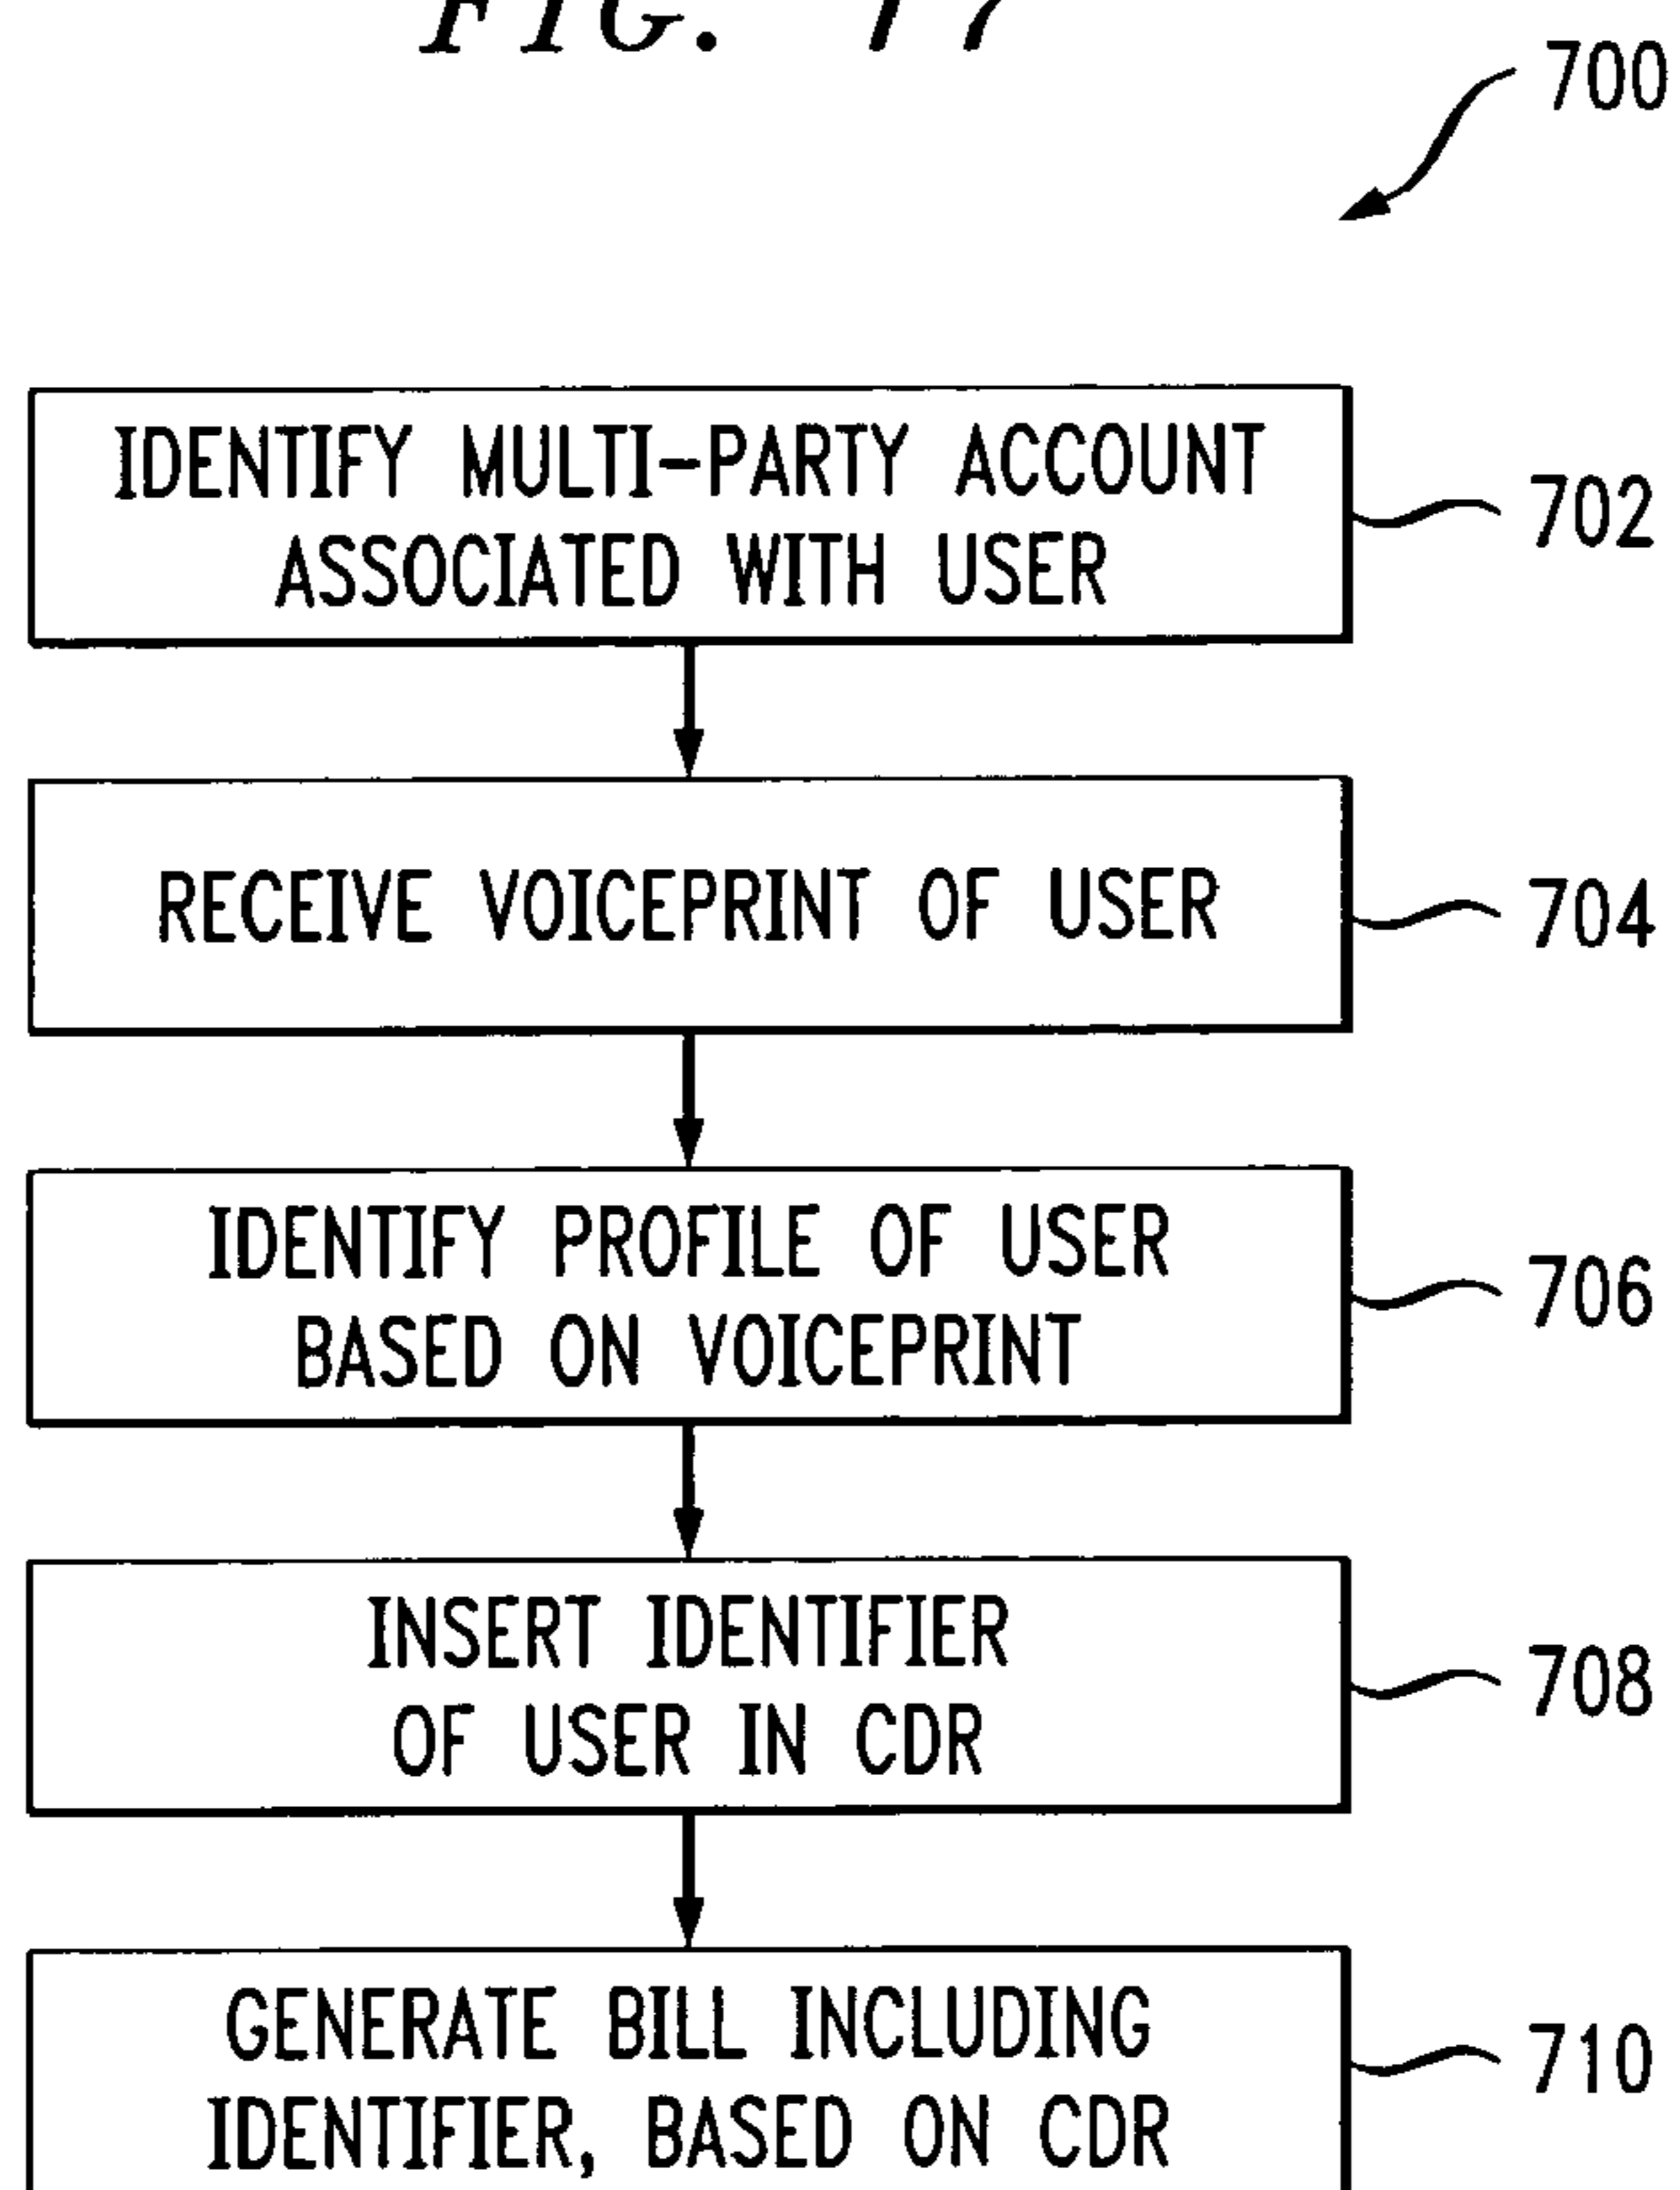 FIG.
700
IDENTIFY MULTI-PARTY ACCOUNT
ASSOCIATED WITH USER
702
RECEIVE VOICEPRINT OF USER
704
IDENTIFY PROFILE OF USER
BASED ON VOICEPRINT
706
INSERT IDENTIFIER
OF USER IN CDR
708
GENERATE BILL INCLUDING
IDENTIFIER, BASED ON CDR
710